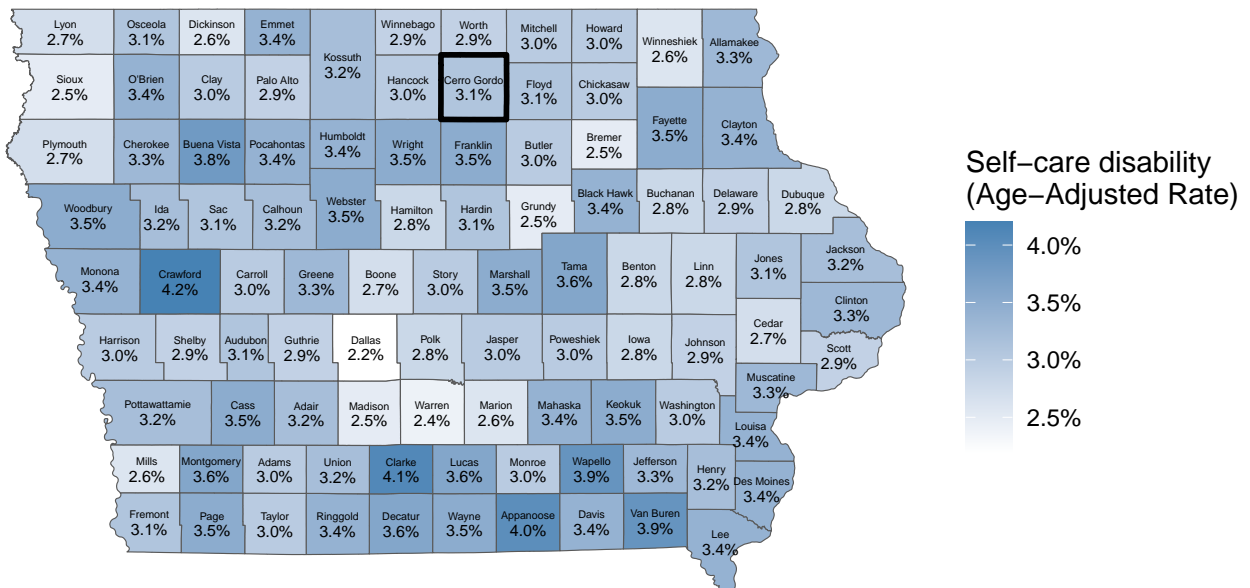 Lyon
2.7%
Osceola
3.1%
Dickinson
2.6%
Emmet
3.4%
Kossuth
3.2%
Winnebago
2.9%
Worth
2.9%
Mitchell
3.0%
Howard
3.0%
Winneshiek
2.6%
Allamakee
3.3%
Sioux
2.5%
O'Brien
3.4%
Clay
3.0%
Palo Alto
2.9%
Hancock
3.0%
Cerro Gordo
3.1%
Floyd
3.1%
Chickasaw
3.0%
Fayette
3.5%
Clayton
3.4%
Plymouth
2.7%
Cherokee
3.3%
Buena Vista
3.8%
Pocahontas
3.4%
Humboldt
3.4%
Wright
3.5%
Franklin
3.5%
Butler
3.0%
Bremer
2.5%
Woodbury
3.5%
Ida
3.2%
Sac
3.1%
Calhoun
3.2%
Webster
3.5%
Hamilton
2.8%
Hardin
3.1%
Grundy
2.5%
Black Hawk
3.4%
Buchanan
2.8%
Delaware
2.9%
Dubuque
2.8%
Monona
3.4%
Crawford
4.2%
Carroll
3.0%
Greene
3.3%
Boone
2.7%
Story
3.0%
Marshall
3.5%
Tama
3.6%
Benton
2.8%
Linn
2.8%
Jones
3.1%
Jackson
3.2%
Clinton
3.3%
Harrison
3.0%
Shelby
2.9%
Audubon
3.1%
Guthrie
2.9%
Dallas
2.2%
Polk
2.8%
Jasper
3.0%
Poweshiek
3.0%
Iowa
2.8%
Johnson
2.9%
Cedar
2.7%
Scott
2.9%
Muscatine
3.3%
Pottawattamie
3.2%
Cass
3.5%
Adair
3.2%
Madison
2.5%
Warren
2.4%
Marion
2.6%
Mahaska
3.4%
Keokuk
3.5%
Washington
3.0%
Louisa
3.4%
Mills
2.6%
Montgomery
3.6%
Adams
3.0%
Union
3.2%
Clarke
4.1%
Lucas
3.6%
Monroe
3.0%
Wapello
3.9%
Jefferson
3.3%
Henry
3.2%
Des Moines
3.4%
Fremont
3.1%
Page
3.5%
Taylor
3.0%
Ringgold
3.4%
Decatur
3.6%
Wayne
3.5%
Appanoose
4.0%
Davis
3.4%
Van Buren
3.9%
Lee
3.4%
Self−care disability
(Age−Adjusted Rate)
4.0%
3.5%
3.0%
2.5%